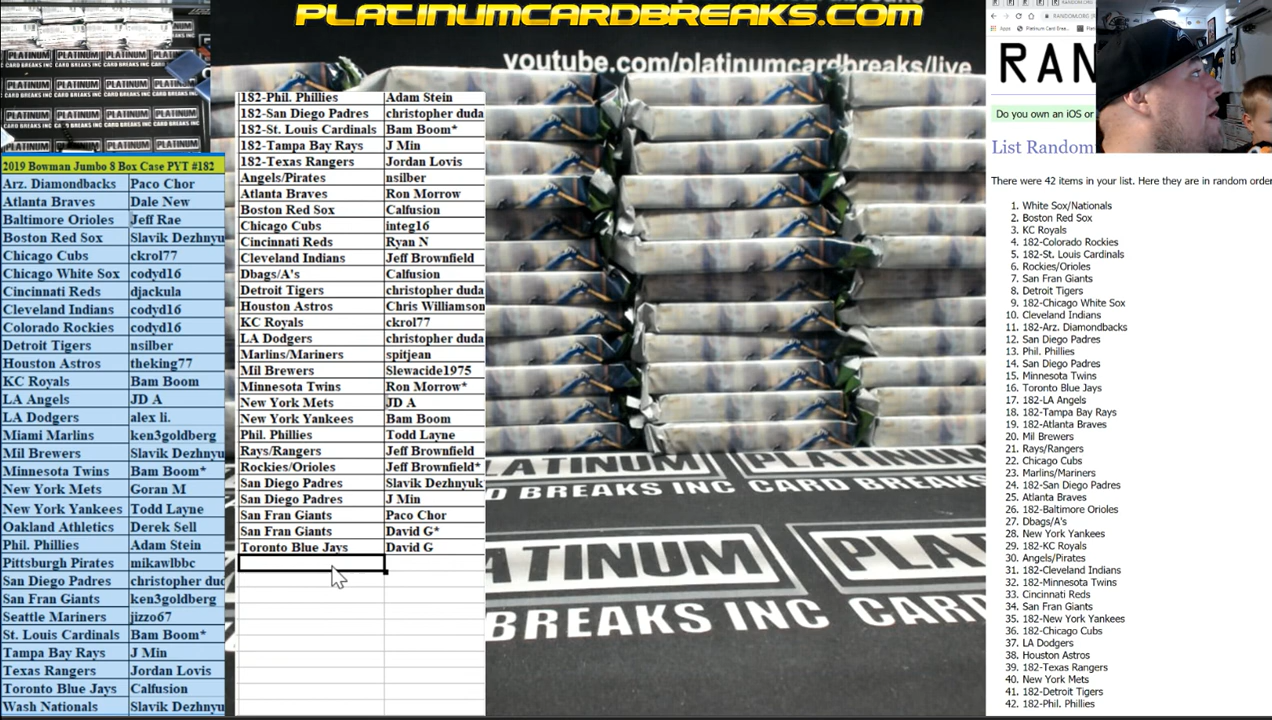 PLATINUMCARDBREAKS.COM
youtube.com/platinumcardbreaks/live
2019 Bowman Jumbo 8 Box Case PYT #182
Arz. Diamondbacks Paco Chor
Atlanta Braves Dale New
Baltimore Orioles Jeff Rae
Boston Red Sox Slavik Dezhnyu
Chicago Cubs ckrol77
Chicago White Sox codyd16
Cincinnati Reds djackula
Cleveland Indians codyd16
Colorado Rockies codyd16
Detroit Tigers nsilber
Houston Astros theking77
KC Royals Bam Boom
LA Angels JD A
LA Dodgers alex li.
Miami Marlins ken3goldberg
Mil Brewers Slavik Dezhnyu
Minnesota Twins Bam Boom*
New York Mets Goran M
New York Yankees Todd Layne
Oakland Athletics Derek Sell
Phil. Phillies Adam Stein
Pittsburgh Pirates mikawlbbc
San Diego Padres christopher dud
San Fran Giants ken3goldberg
Seattle Mariners jizzo67
St. Louis Cardinals Bam Boom*
Tampa Bay Rays J Min
Texas Rangers Jordan Lovis
Toronto Blue Jays Calfusion
Wash Nationals Slavik Dezhnyu
182-Phil. Phillies Adam Stein
182-San Diego Padres christopher duda
182-St. Louis Cardinals Bam Boom*
182-Tampa Bay Rays J Min
182-Texas Rangers Jordan Lovis
Angels/Pirates nsilber
Atlanta Braves Ron Morrow
Boston Red Sox Calfusion
Chicago Cubs integ16
Cincinnati Reds Ryan N
Cleveland Indians Jeff Brownfield
Dbags/A's Calfusion
Detroit Tigers christopher duda
Houston Astros Chris Williamson
KC Royals ckrol77
LA Dodgers christopher duda
Marlins/Mariners spitjean
Mil Brewers Slewacide1975
Minnesota Twins Ron Morrow*
New York Mets JD A
New York Yankees Bam Boom
Phil. Phillies Todd Layne
Rays/Rangers Jeff Brownfield
Rockies/Orioles Jeff Brownfield*
San Diego Padres Slavik Dezhnyuk
San Diego Padres J Min
San Fran Giants Paco Chor
San Fran Giants David G*
Toronto Blue Jays David G
PLATINUM
CARD BREAKS INC
RAN
Do you own an iOS or
List Random
There were 42 items in your list. Here they are in random order
1. White Sox/Nationals
2. Boston Red Sox
3. KC Royals
4. 182-Colorado Rockies
5. 182-St. Louis Cardinals
6. Rockies/Orioles
7. San Fran Giants
8. Detroit Tigers
9. 182-Chicago White Sox
10. Cleveland Indians
11. 182-Arz. Diamondbacks
12. San Diego Padres
13. Phil. Phillies
14. San Diego Padres
15. Minnesota Twins
16. Toronto Blue Jays
17. 182-LA Angels
18. 182-Tampa Bay Rays
19. 182-Atlanta Braves
20. Mil Brewers
21. Rays/Rangers
22. Chicago Cubs
23. Marlins/Mariners
24. 182-San Diego Padres
25. Atlanta Braves
26. 182-Baltimore Orioles
27. Dbags/A's
28. New York Yankees
29. 182-KC Royals
30. Angels/Pirates
31. 182-Cleveland Indians
32. 182-Minnesota Twins
33. Cincinnati Reds
34. San Fran Giants
35. 182-New York Yankees
36. 182-Chicago Cubs
37. LA Dodgers
38. Houston Astros
39. 182-Texas Rangers
40. New York Mets
41. 182-Detroit Tigers
42. 182-Phil. Phillies